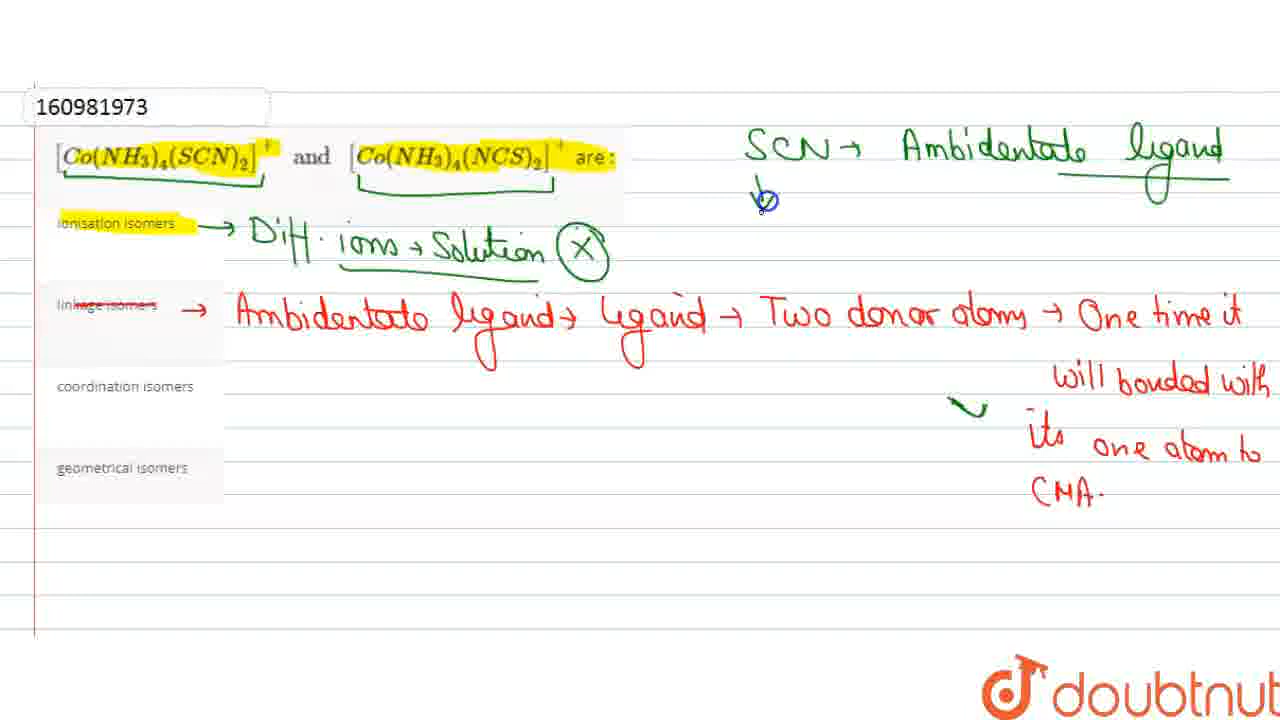 160981973
[Co(NH₃)₄(SCN)₂]⁺ and [Co(NH₃)₄(NCS)₂]⁺ are:
SCN → Ambidentate ligand
ionisation isomers → Diff. ions → Solution X
linkage isomers → Ambidentate ligand → ligand → Two donor atoms → One time it
will bonded with
its one atom to
CMA.
coordination isomers
geometrical isomers
doubtnut